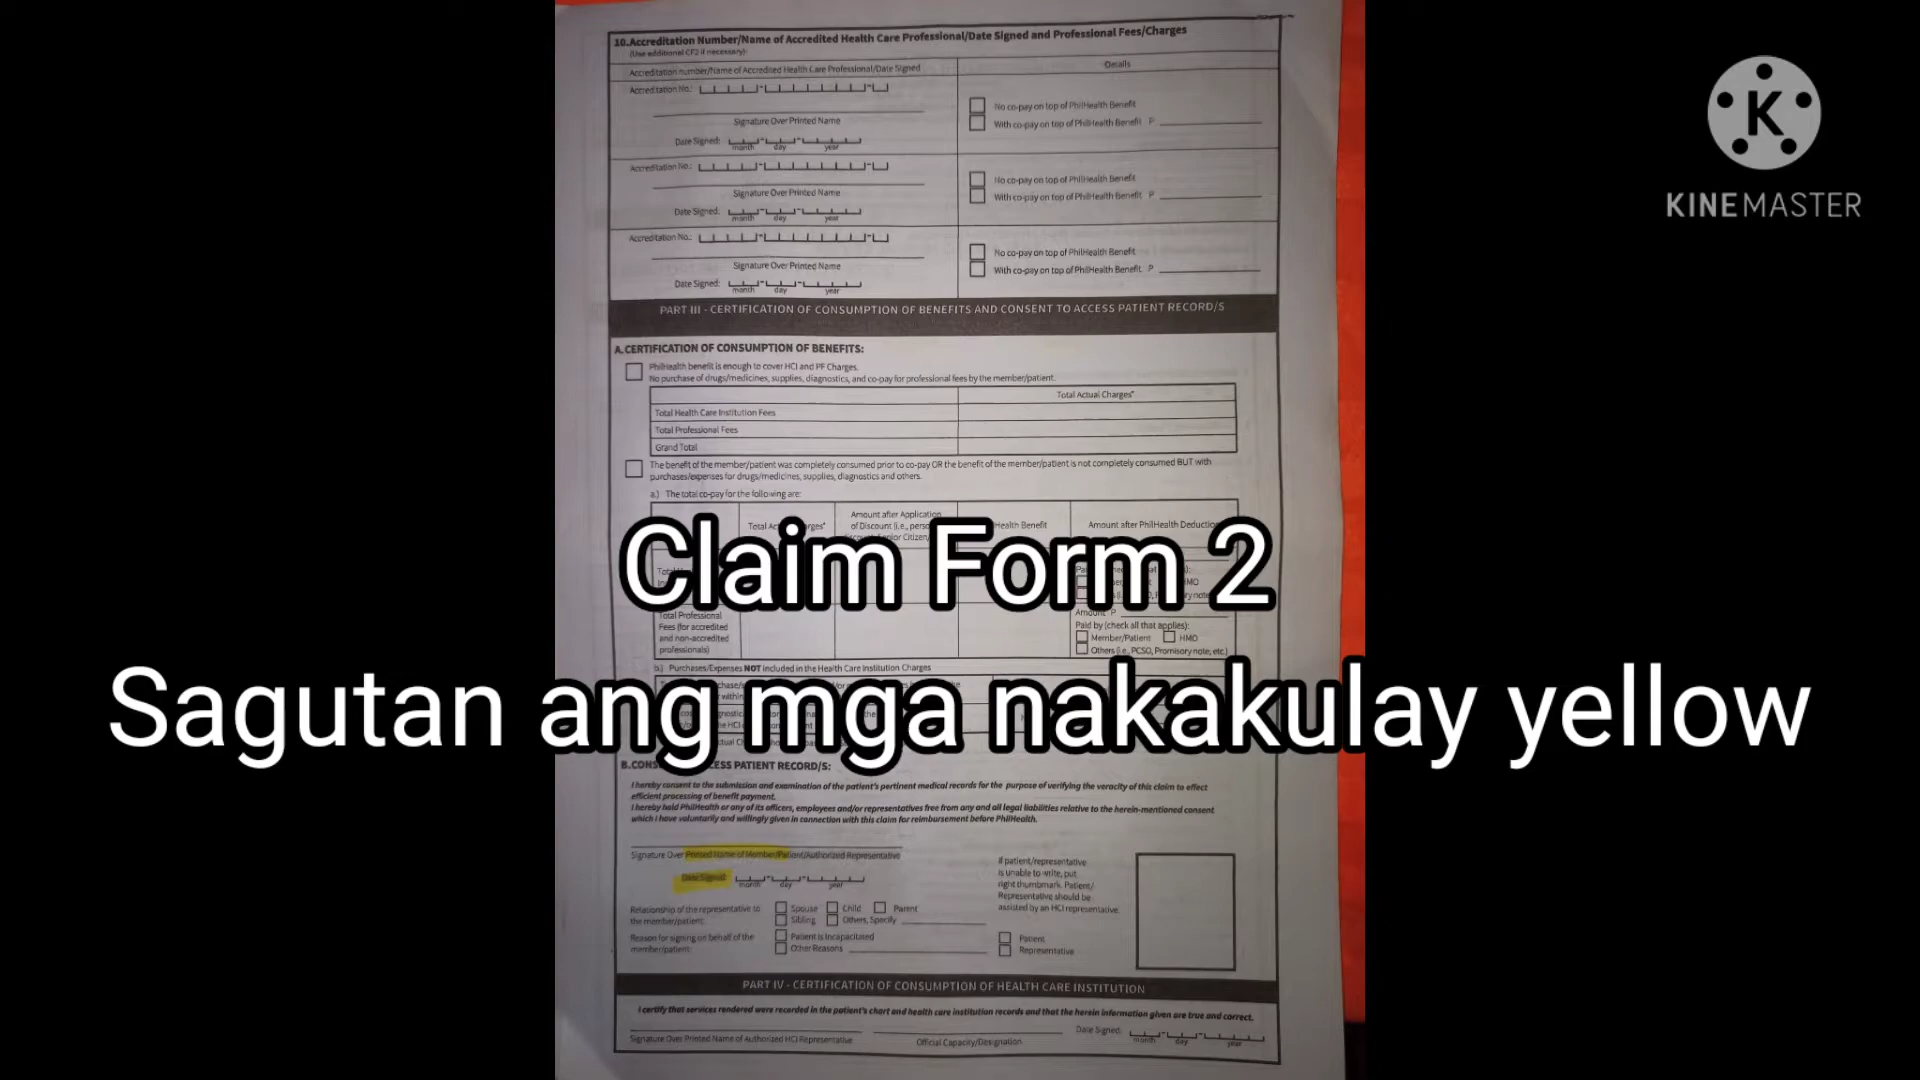 10.Accreditation Number/Name of Accredited Health Care Professional/Date Signed and Professional Fees/Charges
(Use additional CF2 if necessary):
Accreditation number/Name of Accredited Health Care Professional/Date Signed
Details
Accreditation No.:
Signature Over Printed Name
Date Signed:
month day year
No co-pay on top of PhilHealth Benefit
With co-pay on top of PhilHealth Benefit P
Accreditation No.:
Signature Over Printed Name
Date Signed:
month day year
No co-pay on top of PhilHealth Benefit
With co-pay on top of PhilHealth Benefit P
Accreditation No.:
Signature Over Printed Name
Date Signed:
month day year
No co-pay on top of PhilHealth Benefit
With co-pay on top of PhilHealth Benefit P
KINEMASTER
PART III - CERTIFICATION OF CONSUMPTION OF BENEFITS AND CONSENT TO ACCESS PATIENT RECORD/S
A.CERTIFICATION OF CONSUMPTION OF BENEFITS:
PhilHealth benefit is enough to cover HCI and PF Charges.
No purchase of drugs/medicines, supplies, diagnostics, and co-pay for professional fees by the member/patient.
Total Actual Charges*
Total Health Care Institution Fees
Total Professional Fees
Grand Total
The benefit of the member/patient was completely consumed prior to co-pay OR the benefit of the member/patient is not completely consumed BUT with
purchases/expenses for drugs/medicines, supplies, diagnostics and others.
a.) The total co-pay for the following are:
Amount after Application
of Discount (i.e.,
Health Benefit
Amount after PhilHealth
Claim Form 2
HMO
Total Professional
Fees (for accredited
and non-accredited
professionals)
Amount P
Paid by (check all that applies):
Member/Patient HMO
Others (i.e., PCSO, Promisory note, etc.)
b.) Purchases/Expenses NOT included in the Health Care Institution Charges
Sagutan ang mga nakakulay yellow
PATIENT RECORD/S:
I hereby consent to the submission and examination of the patient's pertinent medical records for the purpose of verifying the veracity of this claim to effect
efficient processing of benefit payment.
I hereby hold PhilHealth or any of its officers, employees and/or representatives free from any and all legal liabilities relative to the herein-mentioned consent
which I have voluntarily and willingly given in connection with this claim for reimbursement before PhilHealth.
Signature Over Printed Name of Member/Patient/Authorized Representative
Date Signed:
month day year
If patient/representative
is unable to write, put
right thumbmark. Patient/
Representative should be
assisted by an HCI representative.
Relationship of the representative to
the member/patient:
Spouse Child Parent
Sibling Others, Specify
Reason for signing on behalf of the
member/patient:
Patient is Incapacitated
Other Reasons
Patient
Representative
PART IV - CERTIFICATION OF CONSUMPTION OF HEALTH CARE INSTITUTION
I certify that services rendered were recorded in the patient's chart and health care institution records and that the herein information given are true and correct.
Signature Over Printed Name of Authorized HCI Representative
Official Capacity/Designation
Date Signed:
month day year